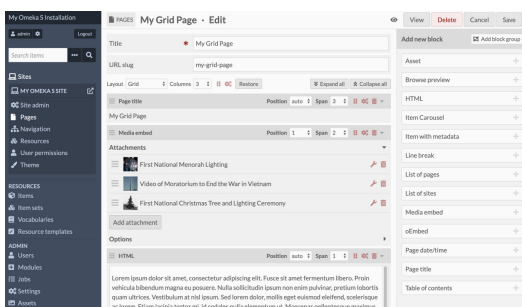 My Omeka S Installation
admin
Logout
Search items
Sites
MY OMEKA S SITE
Site admin
Pages
Navigation
Resources
User permissions
Theme
RESOURCES
Items
Item sets
Vocabularies
Resource templates
ADMIN
Users
Modules
Jobs
Settings
Assets
PAGES My Grid Page · Edit
View Delete Cancel Save
Title * My Grid Page
URL slug my-grid-page
Layout Grid Columns 3 Restore Expand all Collapse all
Page title Position auto Span 3
My Grid Page
Media embed Position 1 Span 2
Attachments
First National Menorah Lighting
Video of Moratorium to End the War in Vietnam
First National Christmas Tree and Lighting Ceremony
Add attachment
Options
HTML Position auto Span 1
Lorem ipsum dolor sit amet, consectetur adipiscing elit. Fusce sit amet fermentum libero. Proin
vehicula bibendum magna eu posuere. Nulla sollicitudin ipsum non enim pulvinar, pretium lobortis
quam ultrices. Vestibulum at nisl ipsum. Sed lorem dolor, mollis eget euismod eleifend, scelerisque
Add new block Add block group
Asset
Browse preview
HTML
Item Carousel
Item with metadata
Line break
List of pages
List of sites
Media embed
oEmbed
Page date/time
Page title
Table of contents